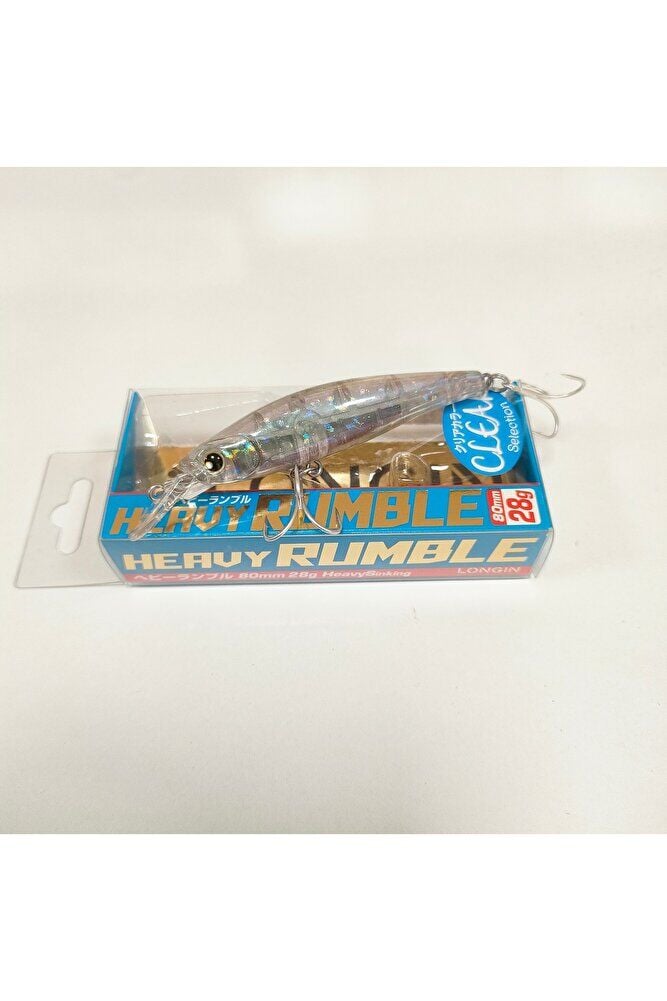 クリアカラー
CLEAR
Selection
ヘビーランブル
HEAVY RUMBLE
80mm
28g
HEAVY RUMBLE
ヘビーランブル 80mm 28g HeavySinking
LONGIN